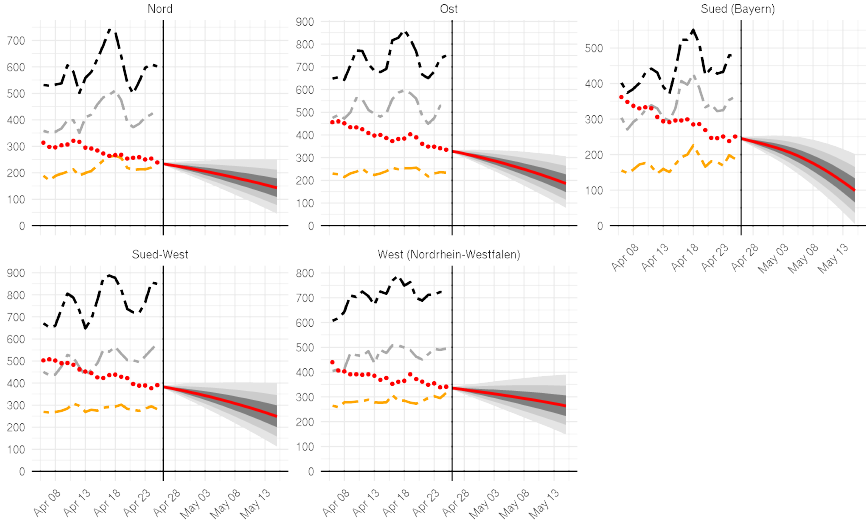 Nord
700
600
500
400
300
200
100
0
Ost
900
800
700
600
500
400
300
200
100
0
Sued (Bayern)
500
400
300
200
100
0
Apr 08
Apr 13
Apr 18
Apr 23
Apr 28
May 03
May 08
May 13
Sued-West
900
800
700
600
500
400
300
200
100
0
Apr 08
Apr 13
Apr 18
Apr 23
Apr 28
May 03
May 08
May 13
West (Nordrhein-Westfalen)
800
700
600
500
400
300
200
100
0
Apr 08
Apr 13
Apr 18
Apr 23
Apr 28
May 03
May 08
May 13